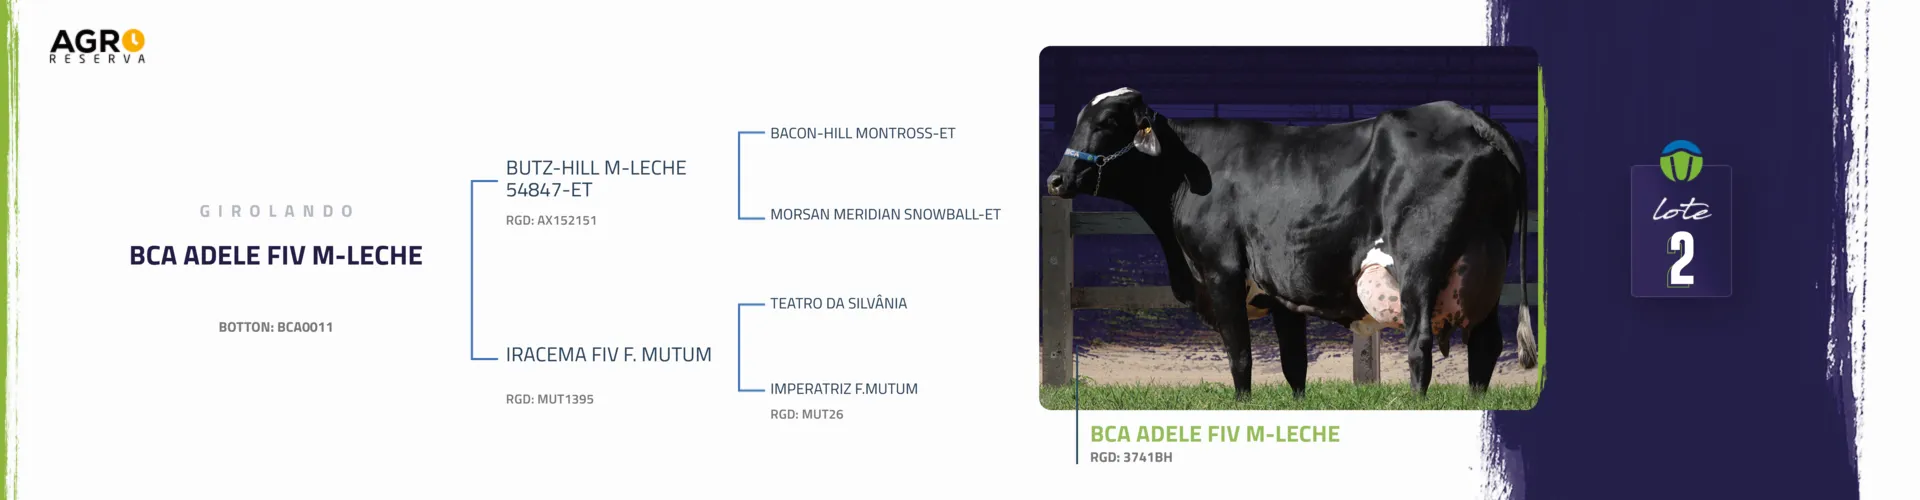 AGRO
RESERVA
GIROLANDO
BCA ADELE FIV M-LECHE
BOTTON: BCA0011
BUTZ-HILL M-LECHE
54847-ET
RGD: AX152151
IRACEMA FIV F. MUTUM
RGD: MUT1395
BACON-HILL MONTROSS-ET
MORSAN MERIDIAN SNOWBALL-ET
TEATRO DA SILVÂNIA
IMPERATRIZ F.MUTUM
RGD: MUT26
BCA
BCA ADELE FIV M-LECHE
RGD: 3741BH
lote
2